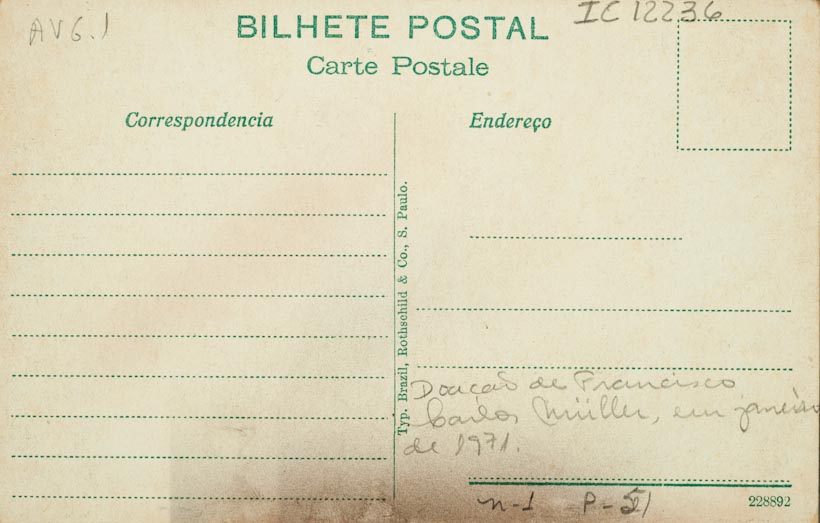 AVG.1
IC 12236
BILHETE POSTAL
Carte Postale
Correspondencia
Endereço
Typ. Brazil, Rothschild & Co., S. Paulo.
Doação de Francisco
Carlos Müller, em janeiro
de 1971.
n-1 P-51
228892